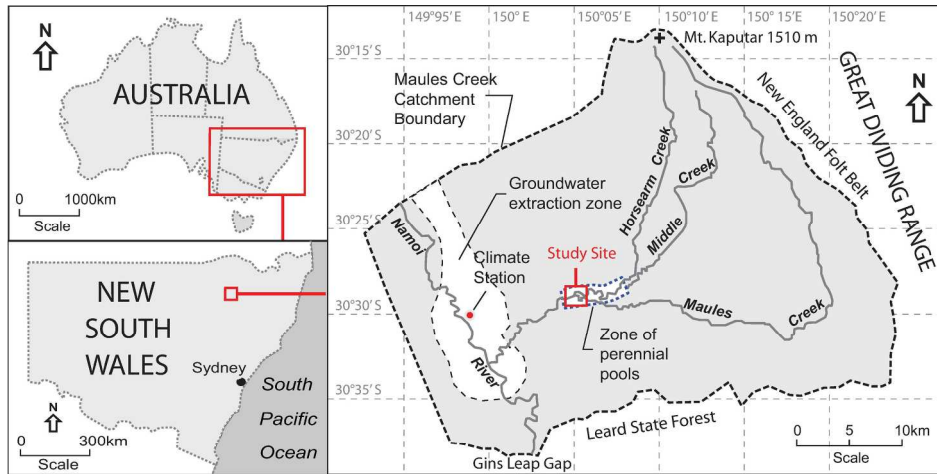 N
AUSTRALIA
0 1000km
Scale
NEW
SOUTH
WALES
Sydney
South
Pacific
Ocean
N
0 300km
Scale
149°95' E
150° E
150°05' E
150°10' E
150° 15' E
150°20' E
30°15'S
30°20'S
30°25'S
30°30'S
30°35'S
Mt. Kaputar 1510 m
Maules Creek
Catchment
Boundary
GREAT DIVIDING RANGE
New England Folt Belt
N
Groundwater
extraction zone
Horsearm Creek
Middle Creek
Namoi
River
Climate
Station
Study Site
Maules Creek
Zone of
perennial
pools
Leard State Forest
Gins Leap Gap
0 5 10km
Scale